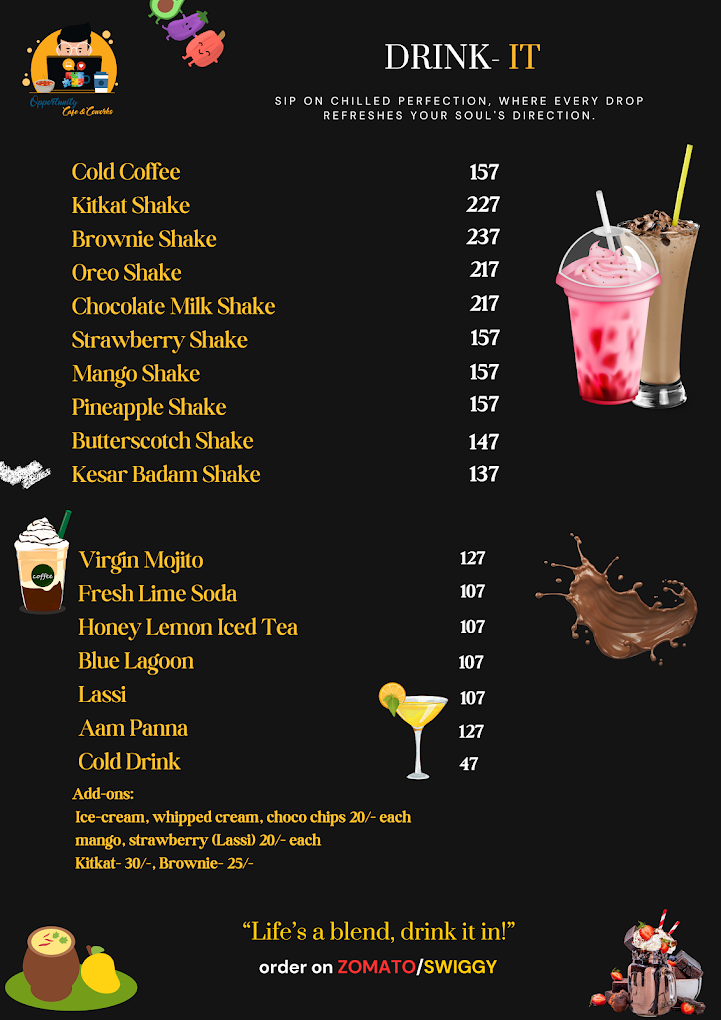 Opportunity
Cafe & Coworks
DRINK- IT
SIP ON CHILLED PERFECTION, WHERE EVERY DROP
REFRESHES YOUR SOUL'S DIRECTION.
Cold Coffee 157
Kitkat Shake 227
Brownie Shake 237
Oreo Shake 217
Chocolate Milk Shake 217
Strawberry Shake 157
Mango Shake 157
Pineapple Shake 157
Butterscotch Shake 147
Kesar Badam Shake 137
coffee
Virgin Mojito 127
Fresh Lime Soda 107
Honey Lemon Iced Tea 107
Blue Lagoon 107
Lassi 107
Aam Panna 127
Cold Drink 47
Add-ons:
Ice-cream, whipped cream, choco chips 20/- each
mango, strawberry (Lassi) 20/- each
Kitkat- 30/-, Brownie- 25/-
“Life’s a blend, drink it in!”
order on ZOMATO/SWIGGY